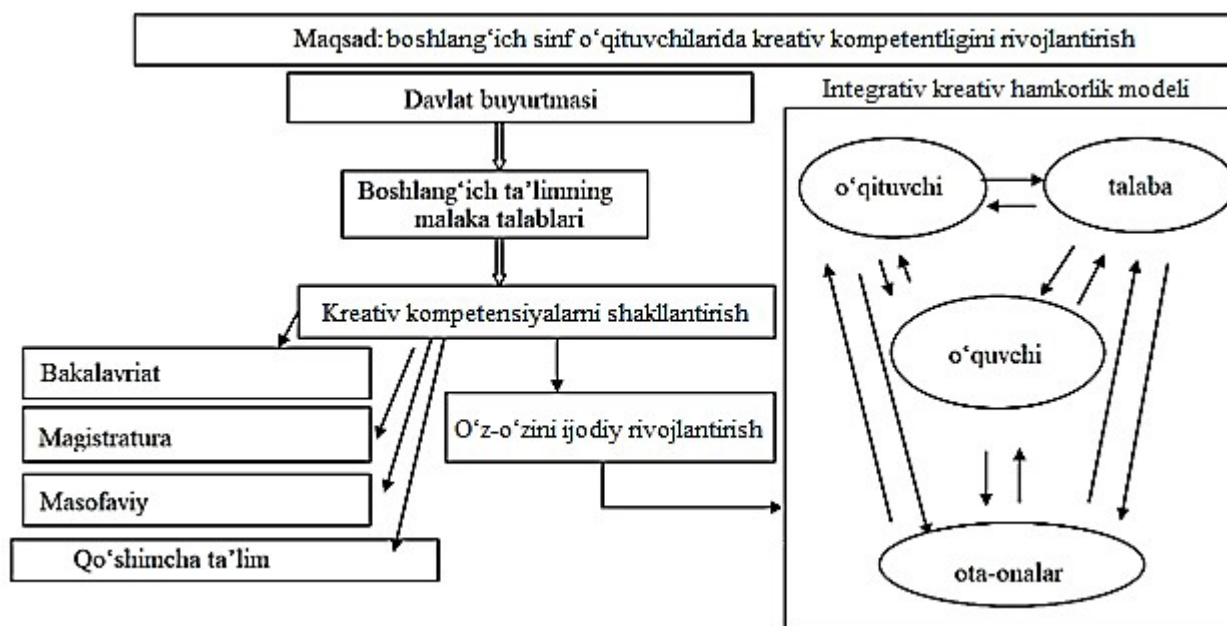 Maqsad: boshlang‘ich sinf o‘qituvchilarida kreativ kompetentligini rivojlantirish
Davlat buyurtmasi
Boshlang‘ich ta’limning
malaka talablari
Kreativ kompetensiyalarni shakllantirish
Bakalavriat
Magistratura
Masofaviy
Qo‘shimcha ta’lim
O‘z-o‘zini ijodiy rivojlantirish
Integrativ kreativ hamkorlik modeli
o‘qituvchi
talaba
o‘quvchi
ota-onalar